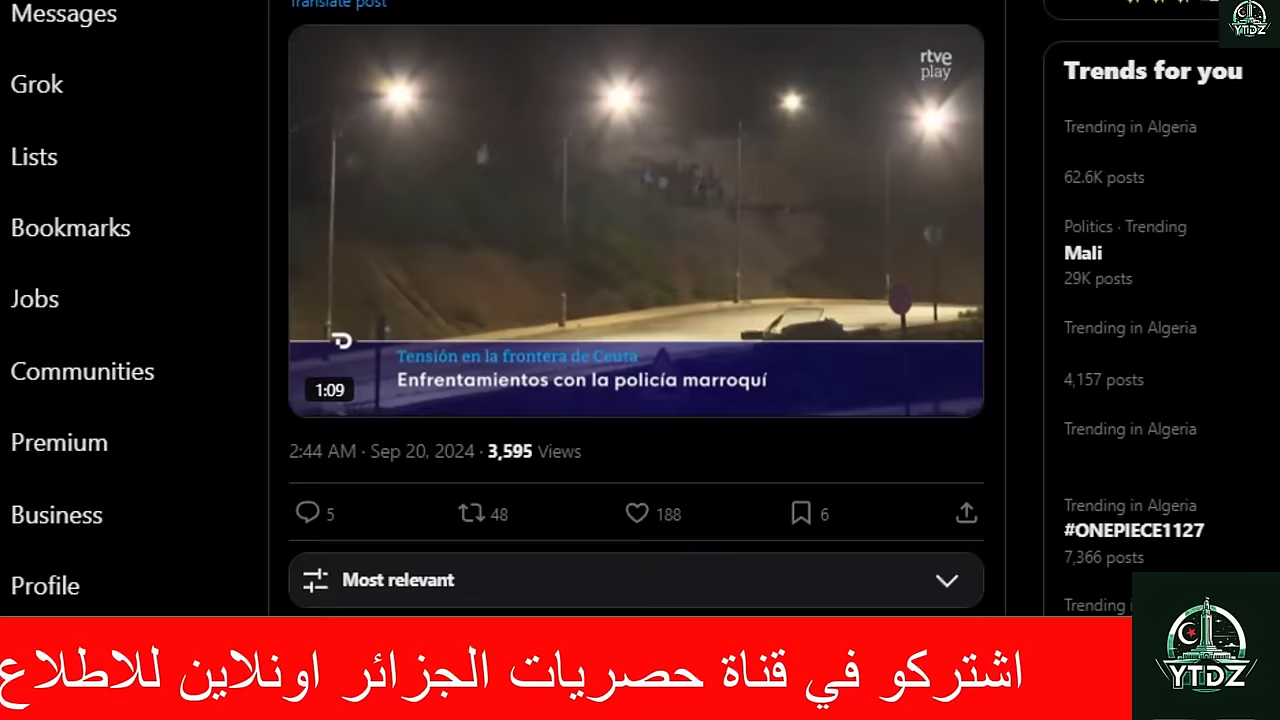 Messages
Grok
Lists
Bookmarks
Jobs
Communities
Premium
Business
Profile
Translate post
rtve
play
Tensión en la frontera de Ceuta
Enfrentamientos con la policía marroquí
1:09
2:44 AM · Sep 20, 2024 · 3,595 Views
5 48 188 6
Most relevant
YTDZ
Trends for you
Trending in Algeria
62.6K posts
Politics · Trending
Mali
29K posts
Trending in Algeria
4,157 posts
Trending in Algeria
Trending in Algeria
#ONEPIECE1127
7,366 posts
Trending
اشتركو في قناة حصريات الجزائر اونلاين للاطلاع
YTDZ